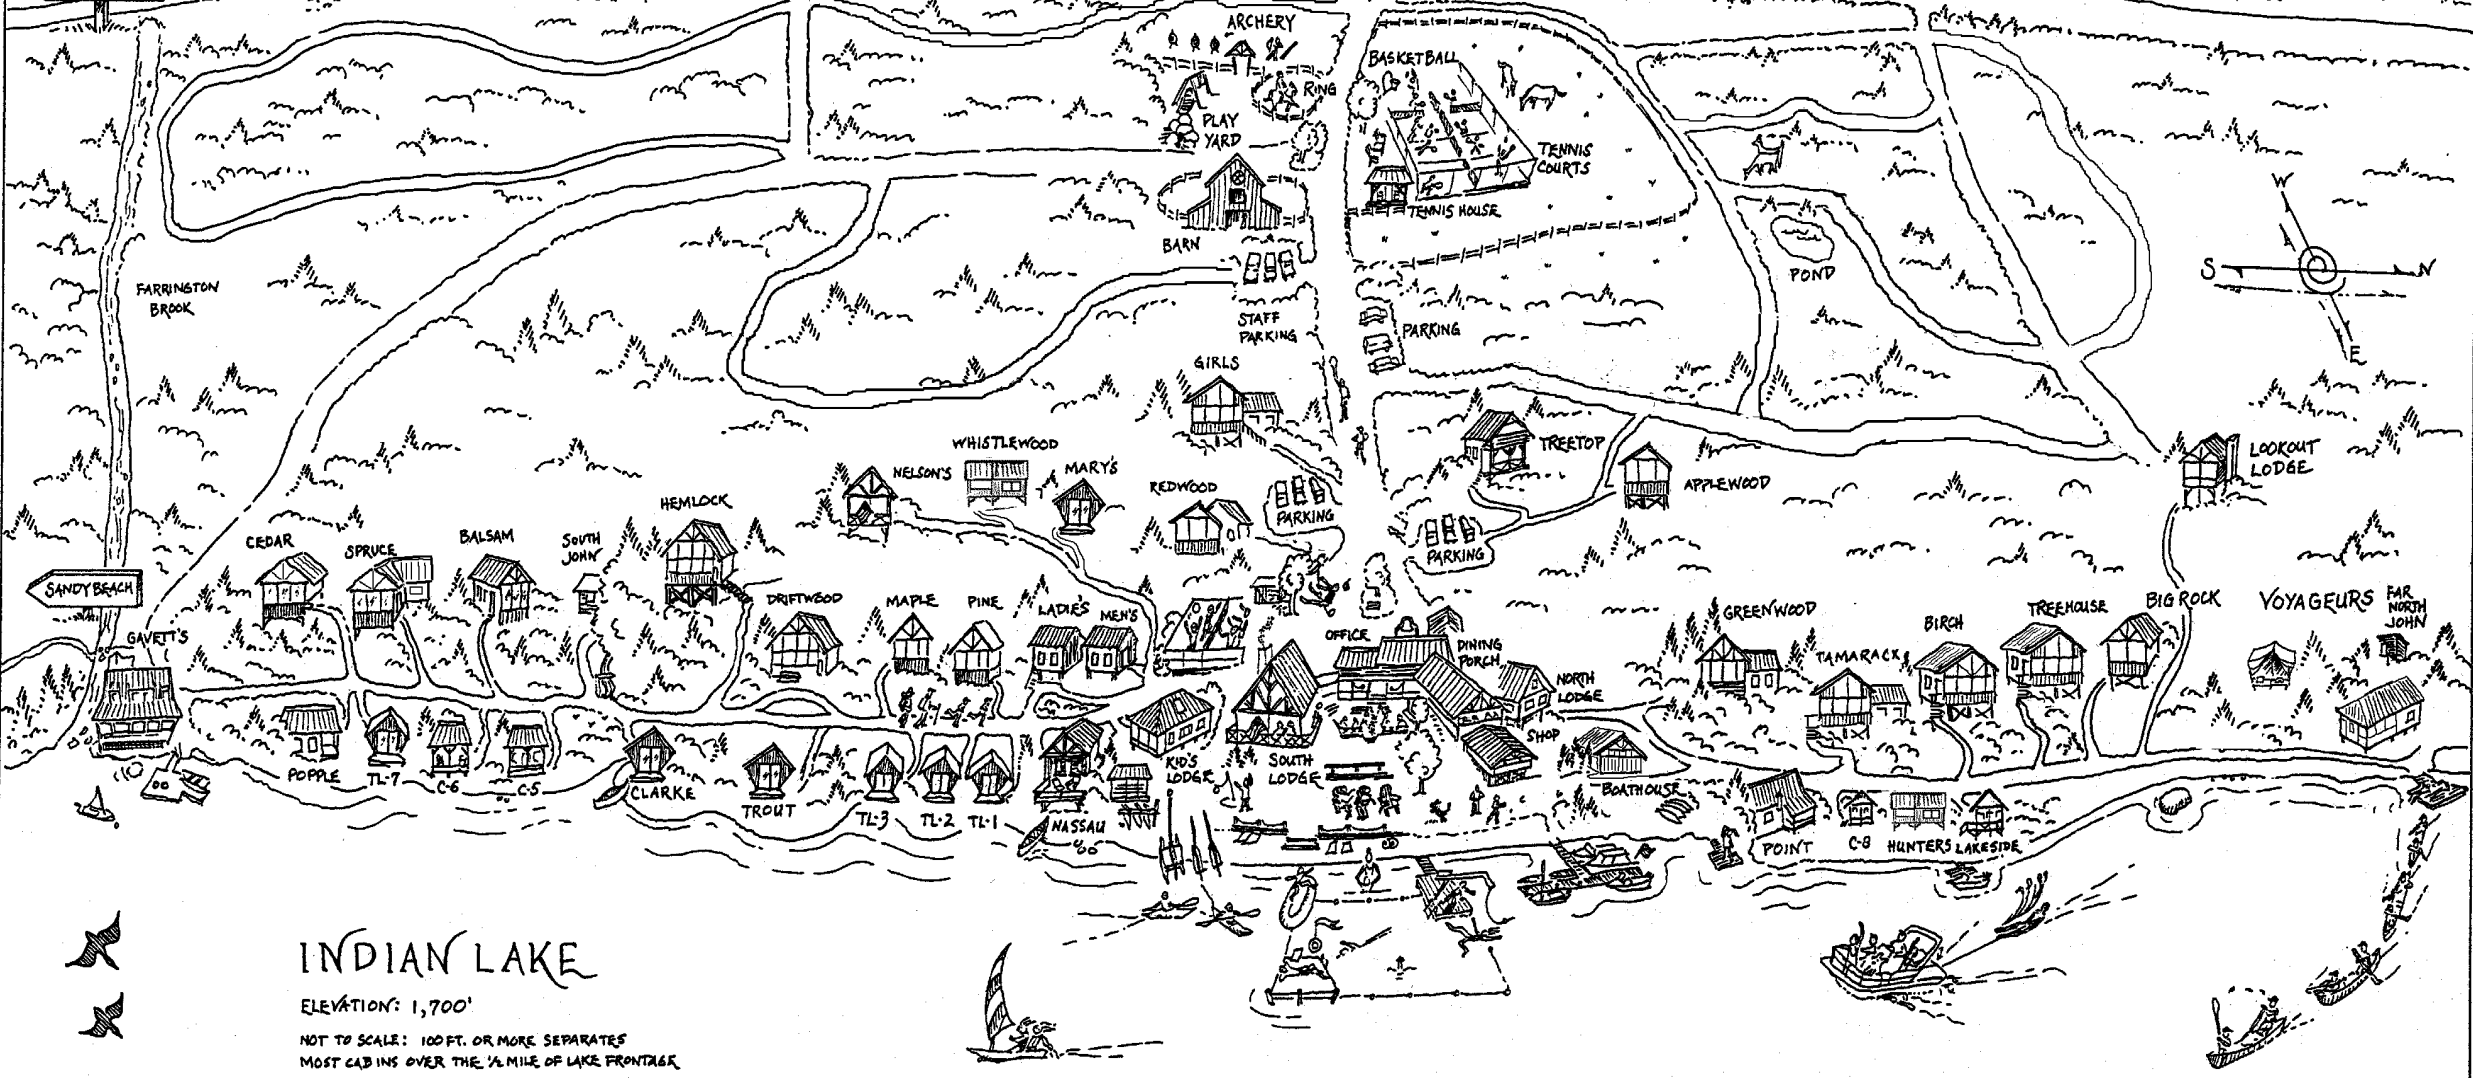 ARCHERY
BASKETBALL
RING
PLAY
YARD
TENNIS
COURTS
TENNIS HOUSE
BARN
POND
W
S
N
E
FARRINGTON
BROOK
STAFF
PARKING
PARKING
GIRLS
WHISTLEWOOD
NELSON'S
MARY'S
REDWOOD
PARKING
TREETOP
APPLEWOOD
PARKING
LOOKOUT
LODGE
HEMLOCK
CEDAR
SPRUCE
BALSAM
SOUTH
JOHN
SANDY BEACH
GAVETT'S
DRIFTWOOD
MAPLE
PINE
LADIE'S
MEN'S
OFFICE
DINING
PORCH
NORTH
LODGE
GREENWOOD
TAMARACK
BIRCH
TREEHOUSE
BIG ROCK
VOYAGEURS
FAR
NORTH
JOHN
POPPLE
TL-7
C-6
C-5
CLARKE
TROUT
TL-3
TL-2
TL-1
NASSAU
KID'S
LODGE
SOUTH
LODGE
SHOP
BOATHOUSE
POINT
C-8
HUNTERS
LAKESIDE
INDIAN LAKE
ELEVATION: 1,700'
NOT TO SCALE: 100 FT. OR MORE SEPARATES
MOST CABINS OVER THE 1/2 MILE OF LAKE FRONTAGE